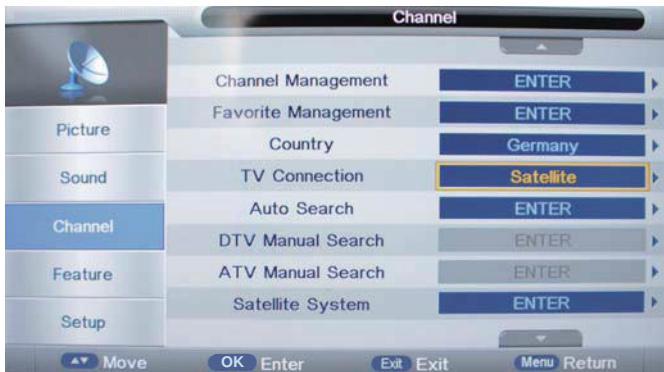 Channel
Channel Management ENTER
Favorite Management ENTER
Picture
Country Germany
Sound
TV Connection Satellite
Auto Search ENTER
Channel
DTV Manual Search ENTER
Feature
ATV Manual Search ENTER
Satellite System ENTER
Setup
Move OK Enter Exit Exit Menu Return